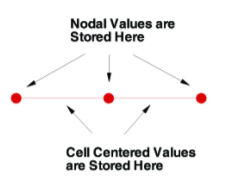 Nodal Values are
Stored Here
Cell Centered Values
are Stored Here